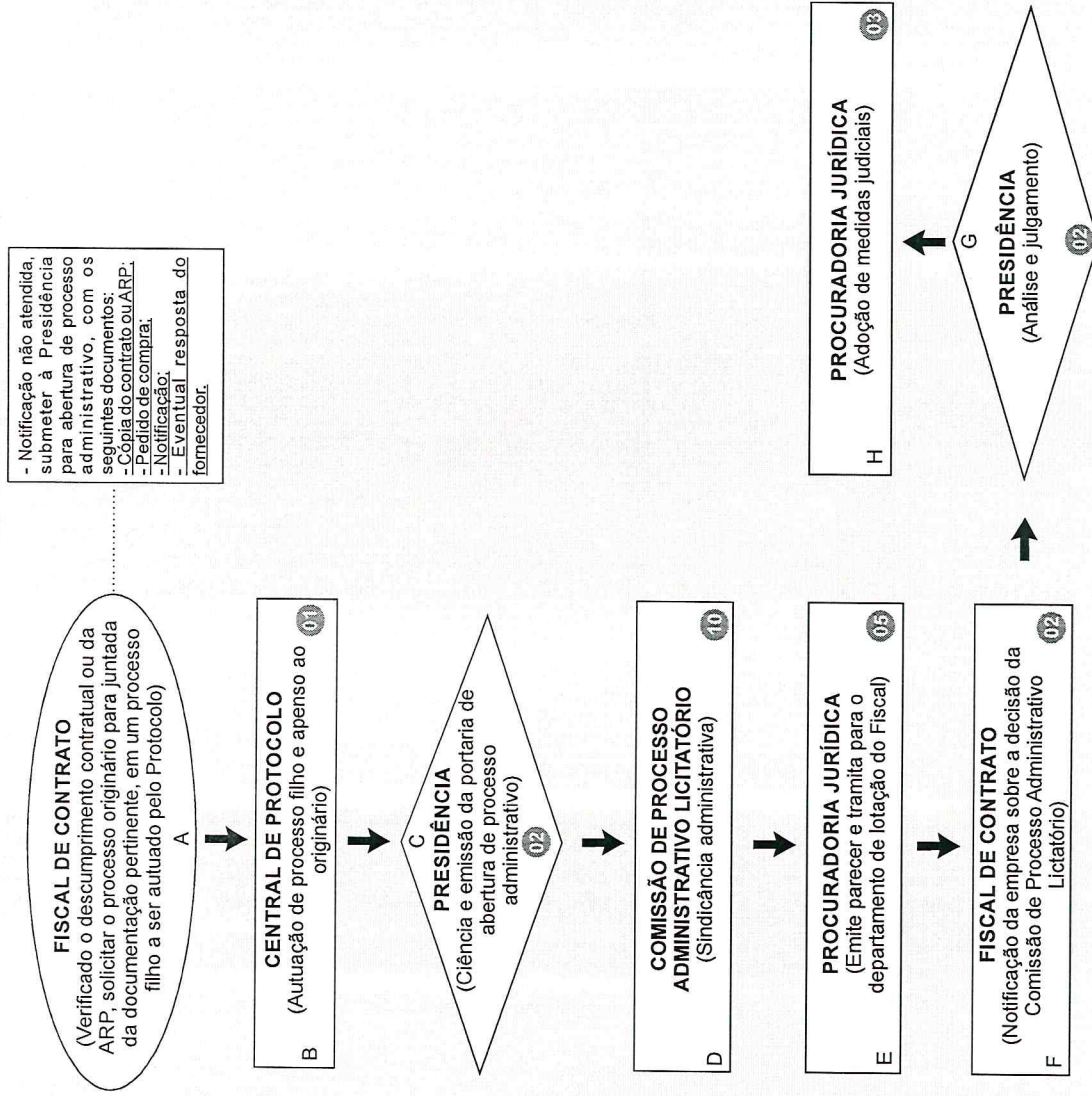 FISCAL DE CONTRATO
(Verificado o descumprimento contratual ou da
ARP, solicitar o processo originário para juntada
da documentação pertinente, em um processo
filho a ser autuado pelo Protocolo)
A
- Notificação não atendida,
submeter à Presidência
para abertura de processo
administrativo, com os
seguintes documentos:
- Cópia do contrato ou ARP;
- Pedido de compra;
- Notificação;
- Eventual resposta do
fornecedor.
CENTRAL DE PROTOCOLO
(Autuação de processo filho e apenso ao
originário)
B
01
C
PRESIDÊNCIA
(Ciência e emissão da portaria de
abertura de processo
administrativo)
02
COMISSÃO DE PROCESSO
ADMINISTRATIVO LICITATÓRIO
(Sindicância administrativa)
D
10
PROCURADORIA JURÍDICA
(Emite parecer e tramita para o
departamento de lotação do Fiscal)
E
05
FISCAL DE CONTRATO
(Notificação da empresa sobre a decisão da
Comissão de Processo Administrativo
Lictatório)
F
02
G
PRESIDÊNCIA
(Análise e julgamento)
02
PROCURADORIA JURÍDICA
(Adoção de medidas judiciais)
H
03